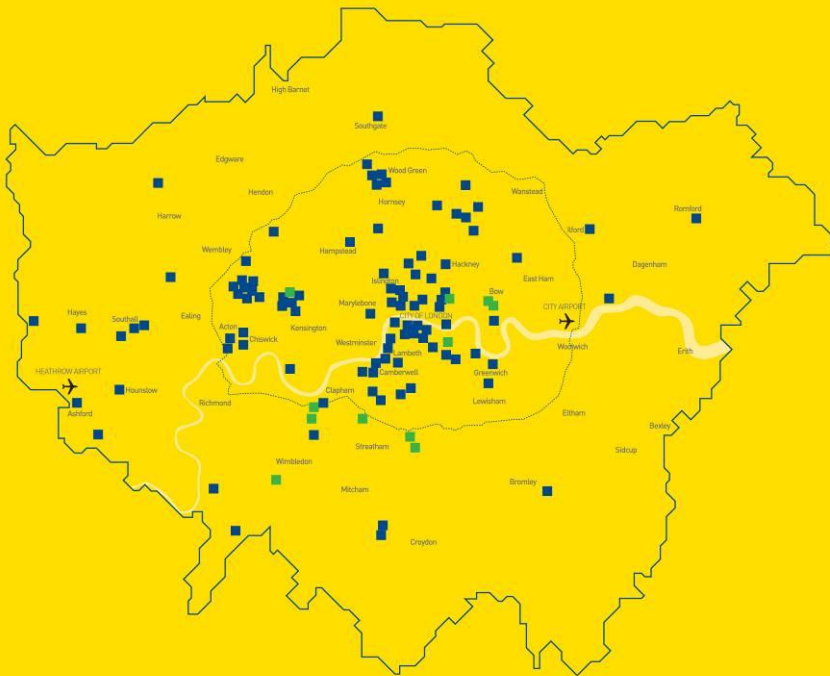 High Barnet
Southgate
Edgware
Wood Green
Hendon
Wanstead
Hornsey
Harrow
Romford
Ilford
Wembley
Hampstead
Hackney
Dagenham
Islington
East Ham
Bow
Marylebone
CITY AIRPORT
Hayes
Southall
Ealing
CITY OF LONDON
Acton
Kensington
Chiswick
Westminster
Woolwich
Lambeth
Erith
HEATHROW AIRPORT
Camberwell
Greenwich
Hounslow
Clapham
Richmond
Lewisham
Ashford
Eltham
Bexley
Streatham
Sidcup
Wimbledon
Mitcham
Bromley
Croydon